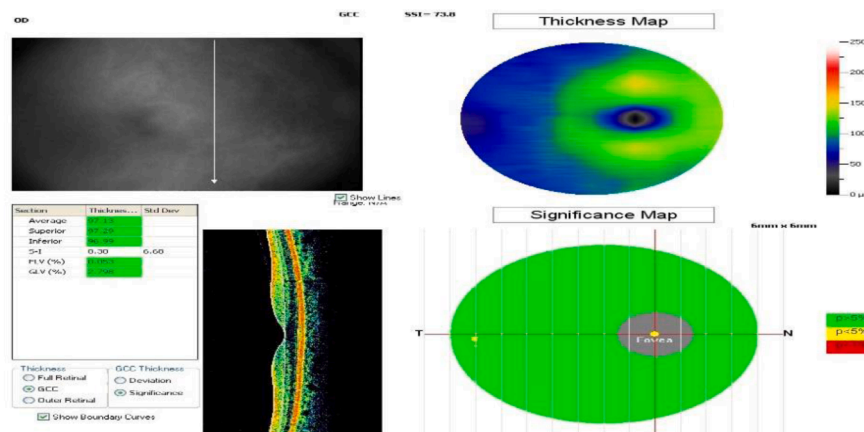 OD
GCC SSI= 73.8
Thickness Map
250
200
150
100
50
0 µ
Show Lines
Section Thicknes... Std Dev
Average
Superior
Inferior
S-I 0.30 6.60
FLV (%)
GLV (%)
Significance Map
6mm x 6mm
T
Fovea
N
p<5%
Thickness
Full Retinal
GCC
Outer Retinal
GCC Thickness
Deviation
Significance
Show Boundary Curves